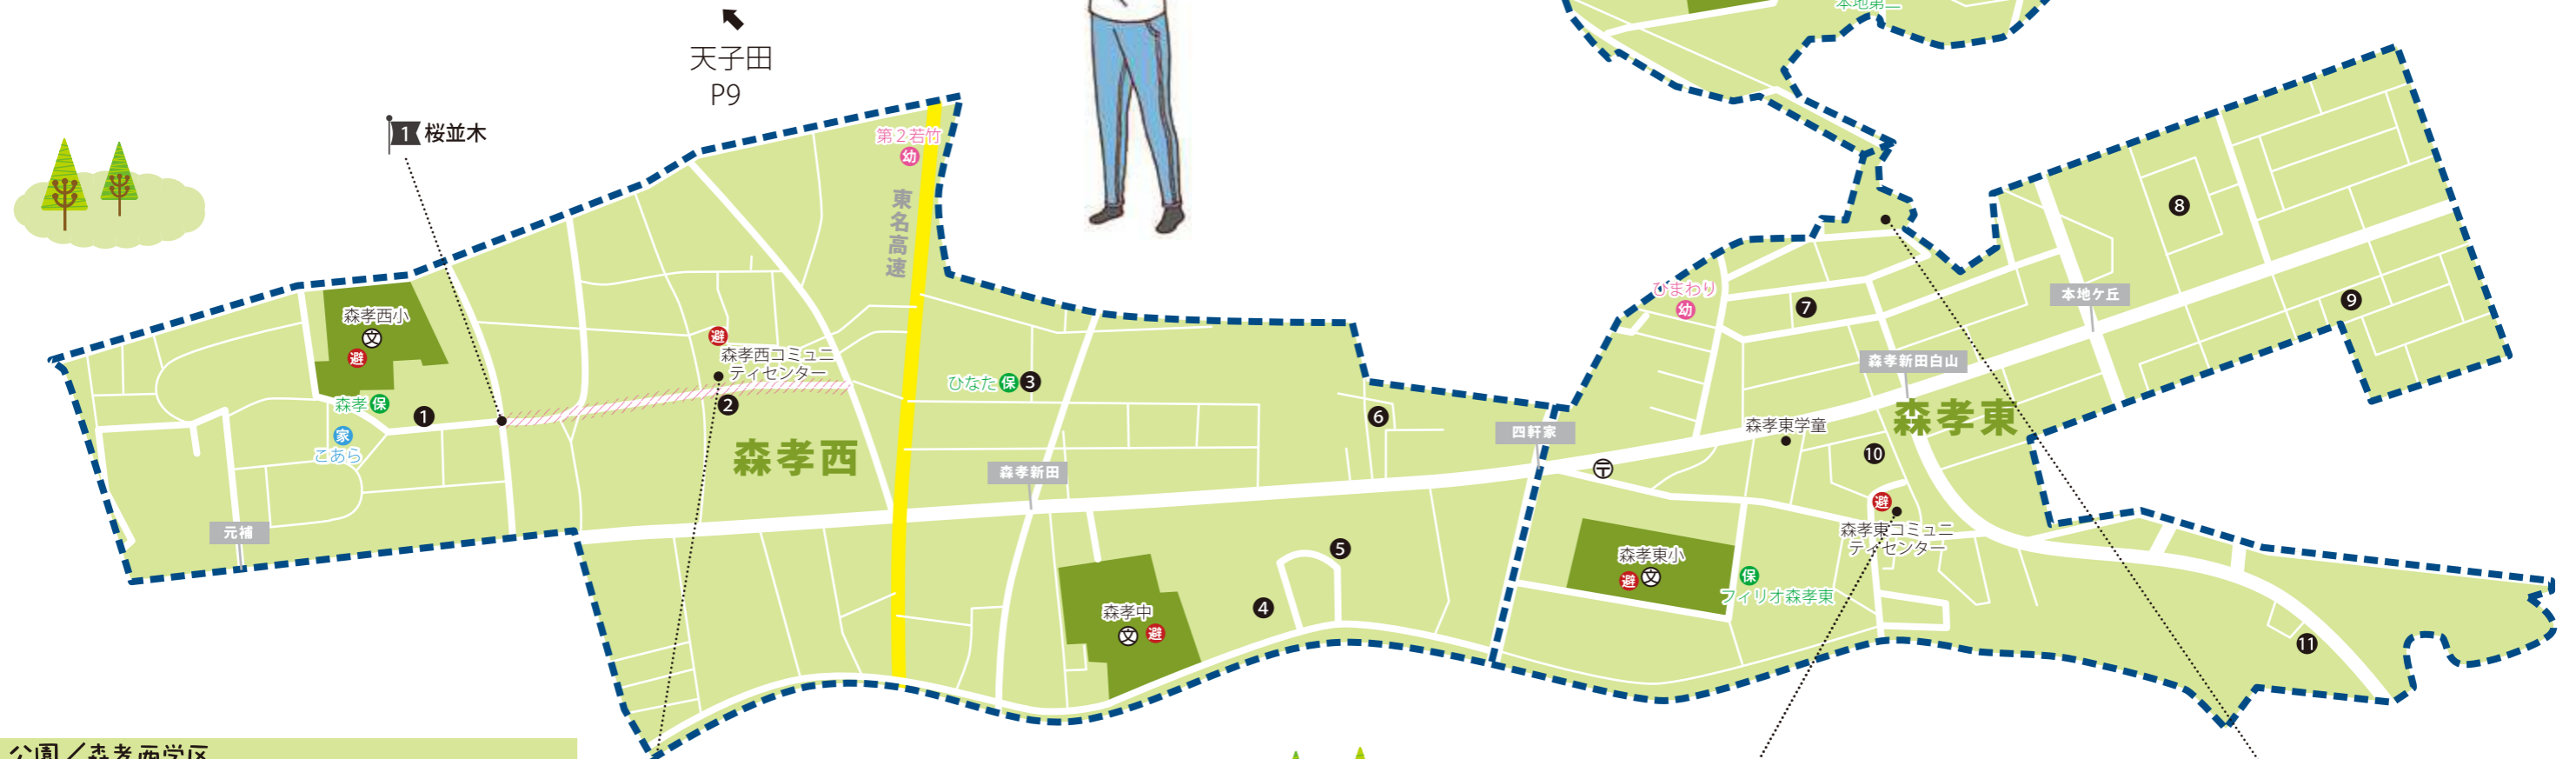 天子田
P9
本地第二
1 桜並木
第2若竹
幼
東名高速
森孝西小
文
避
避
森孝西コミュニ
ティセンター
森孝 保
1
2
家
こあら
元補
森孝西
ひなた 保 3
森孝新田
6
四軒家
5
4
森孝中
文 避
ひまわり
幼
7
8
9
本地ケ丘
森孝新田白山
森孝東
森孝東学童
〒
10
避
森孝東コミュニ
ティセンター
森孝東小
避 文
保
フィリオ森孝東
11
公園／森孝西学区